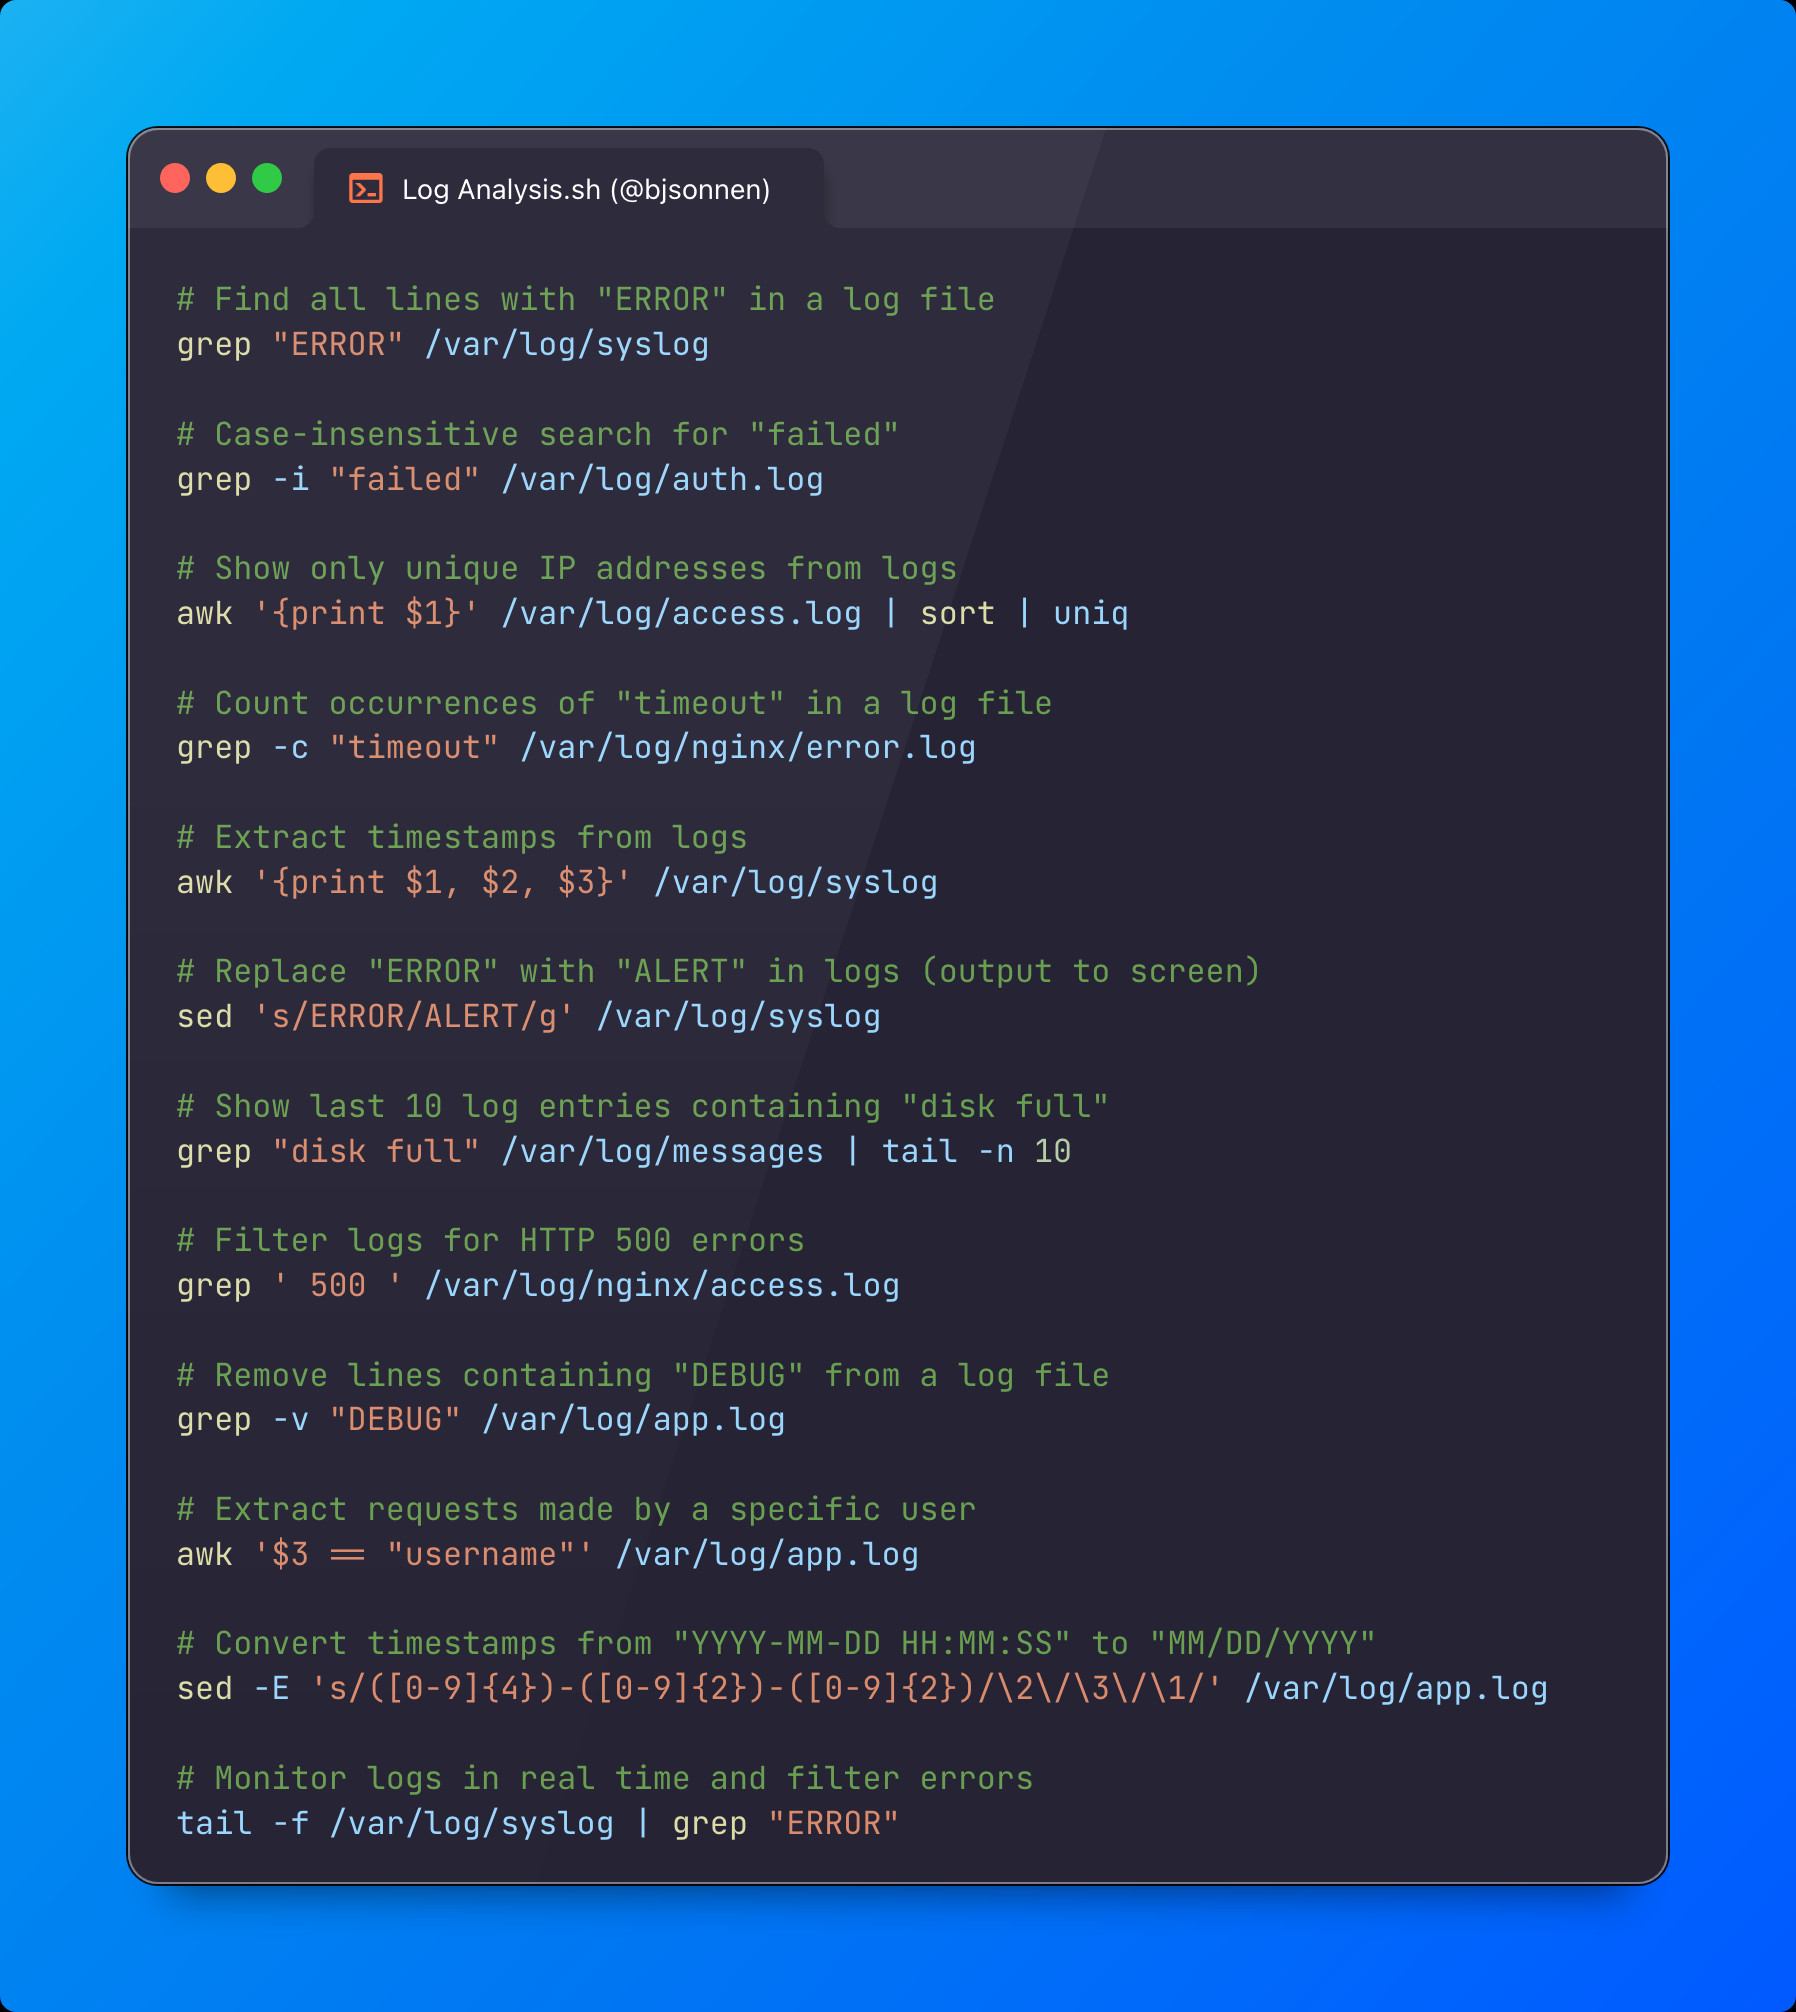 Log Analysis.sh (@bjsonnen)
# Find all lines with "ERROR" in a log file
grep "ERROR" /var/log/syslog
# Case-insensitive search for "failed"
grep -i "failed" /var/log/auth.log
# Show only unique IP addresses from logs
awk '{print $1}' /var/log/access.log | sort | uniq
# Count occurrences of "timeout" in a log file
grep -c "timeout" /var/log/nginx/error.log
# Extract timestamps from logs
awk '{print $1, $2, $3}' /var/log/syslog
# Replace "ERROR" with "ALERT" in logs (output to screen)
sed 's/ERROR/ALERT/g' /var/log/syslog
# Show last 10 log entries containing "disk full"
grep "disk full" /var/log/messages | tail -n 10
# Filter logs for HTTP 500 errors
grep ' 500 ' /var/log/nginx/access.log
# Remove lines containing "DEBUG" from a log file
grep -v "DEBUG" /var/log/app.log
# Extract requests made by a specific user
awk '$3 == "username"' /var/log/app.log
# Convert timestamps from "YYYY-MM-DD HH:MM:SS" to "MM/DD/YYYY"
sed -E 's/([0-9]{4})-([0-9]{2})-([0-9]{2})/\2\/\3\/\1/' /var/log/app.log
# Monitor logs in real time and filter errors
tail -f /var/log/syslog | grep "ERROR"